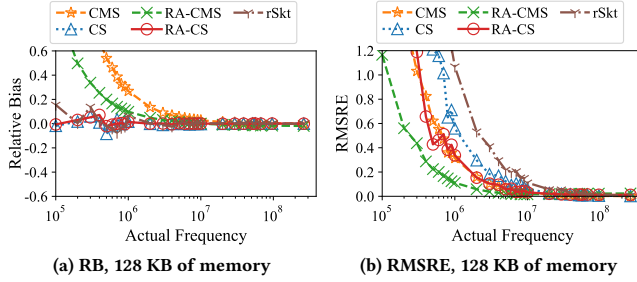 CMS RA-CMS rSkt
CS RA-CS
0.6
0.4
0.2
0.0
-0.2
-0.4
-0.6
Relative Bias
10^5 10^6 10^7 10^8
Actual Frequency
(a) RB, 128 KB of memory
CMS RA-CMS rSkt
CS RA-CS
1.2
1.0
0.8
0.6
0.4
0.2
0.0
RMSRE
10^5 10^6 10^7 10^8
Actual Frequency
(b) RMSRE, 128 KB of memory